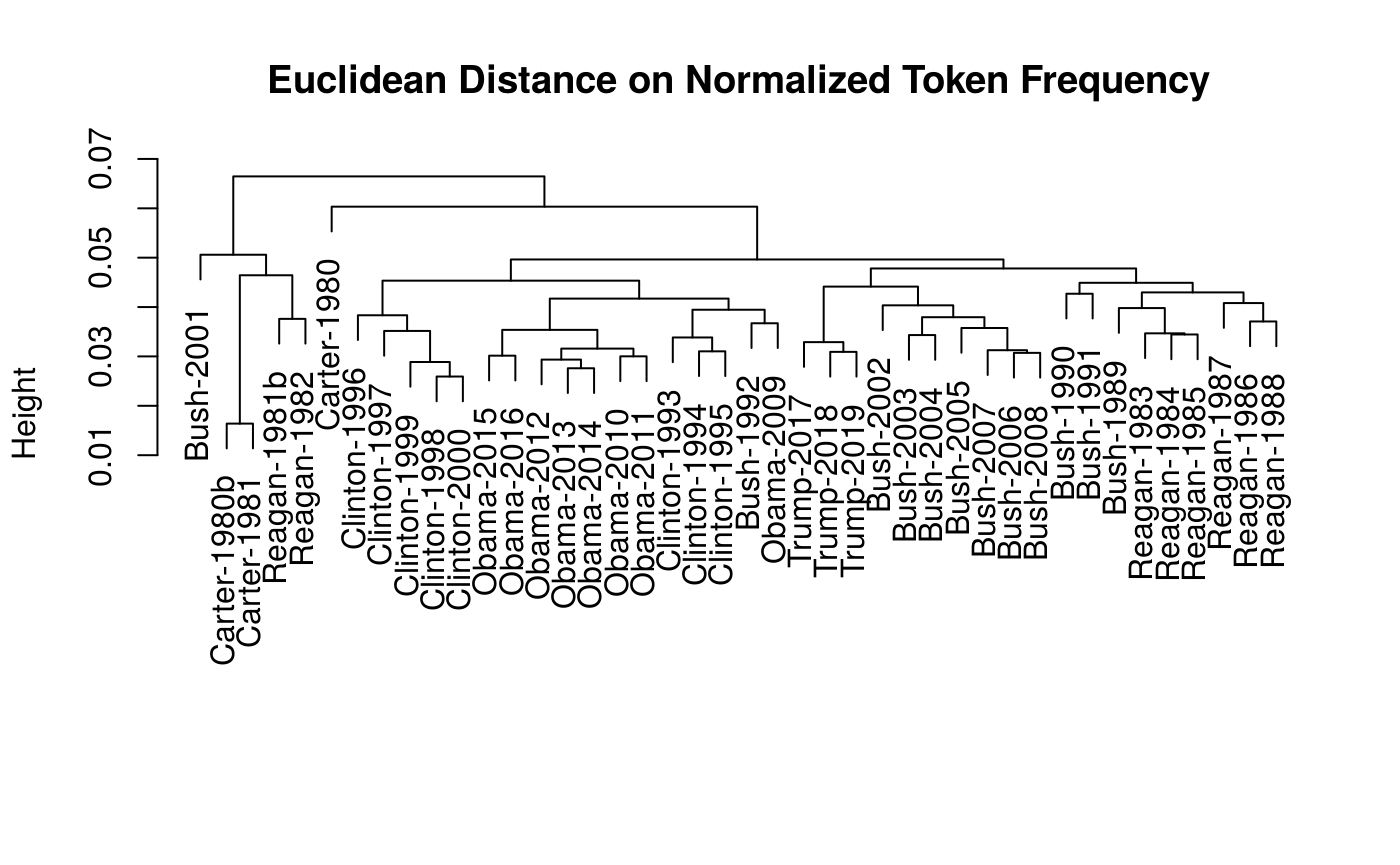 Euclidean Distance on Normalized Token Frequency
Height
0.07
0.05
0.03
0.01
Bush-2001
Carter-1980b
Carter-1981
Reagan-1981b
Reagan-1982
Carter-1980
Clinton-1996
Clinton-1997
Clinton-1999
Clinton-1998
Clinton-2000
Obama-2015
Obama-2016
Obama-2012
Obama-2013
Obama-2014
Obama-2010
Obama-2011
Clinton-1993
Clinton-1994
Clinton-1995
Bush-1992
Obama-2009
Trump-2017
Trump-2018
Trump-2019
Bush-2002
Bush-2003
Bush-2004
Bush-2005
Bush-2007
Bush-2006
Bush-2008
Bush-1990
Bush-1991
Bush-1989
Reagan-1983
Reagan-1984
Reagan-1985
Reagan-1987
Reagan-1986
Reagan-1988